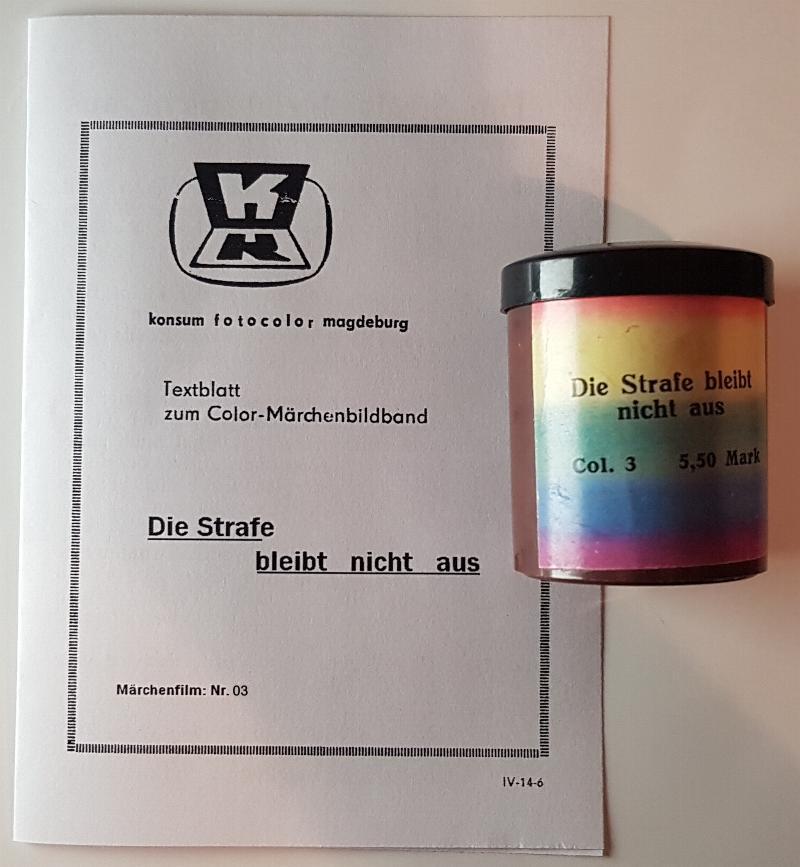 K
K
konsum fotocolor magdeburg
Textblatt
zum Color-Märchenbildband
Die Strafe
bleibt nicht aus
Märchenfilm: Nr. 03
IV-14-6
Die Strafe bleibt
nicht aus
Col. 3 5,50 Mark